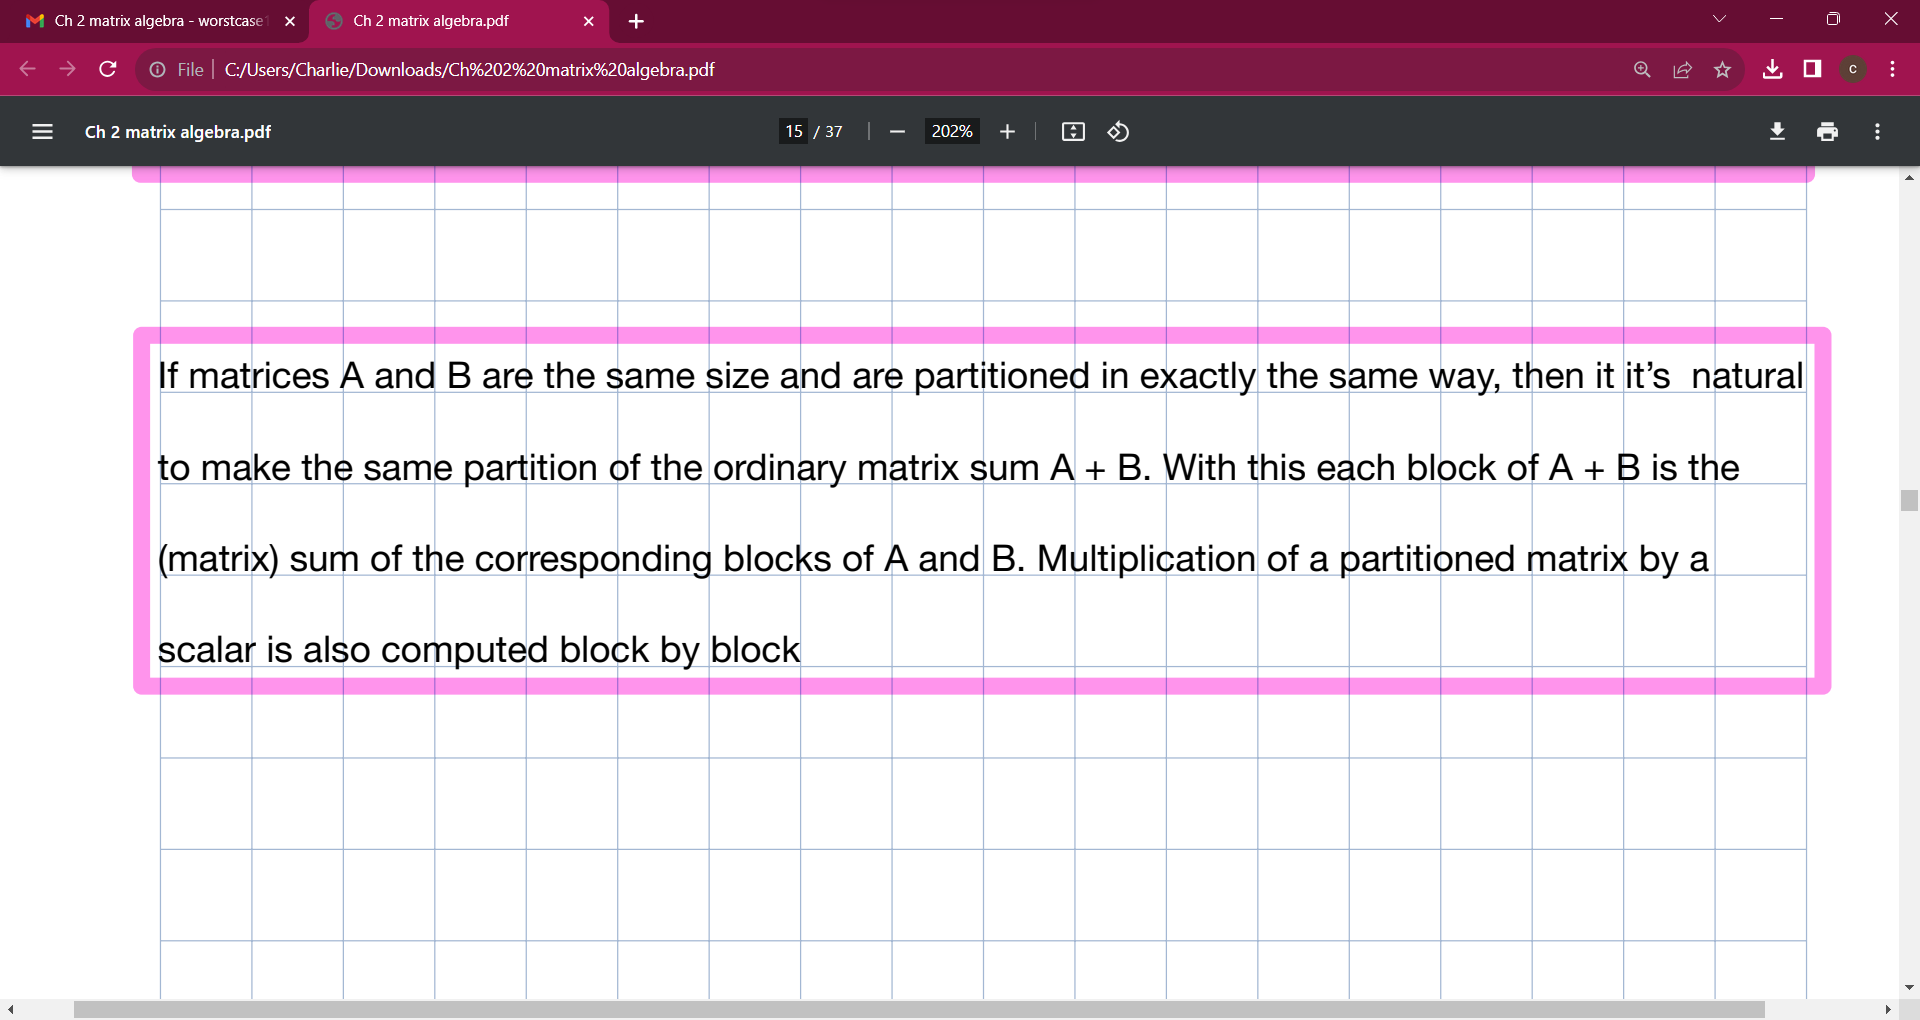 Ch 2 matrix algebra - worstcase
Ch 2 matrix algebra.pdf
File
C:/Users/Charlie/Downloads/Ch%202%20matrix%20algebra.pdf
c
Ch 2 matrix algebra.pdf
15 / 37
202%
If matrices A and B are the same size and are partitioned in exactly the same way, then it it’s  natural
to make the same partition of the ordinary matrix sum A + B. With this each block of A + B is the
(matrix) sum of the corresponding blocks of A and B. Multiplication of a partitioned matrix by a
scalar is also computed block by block